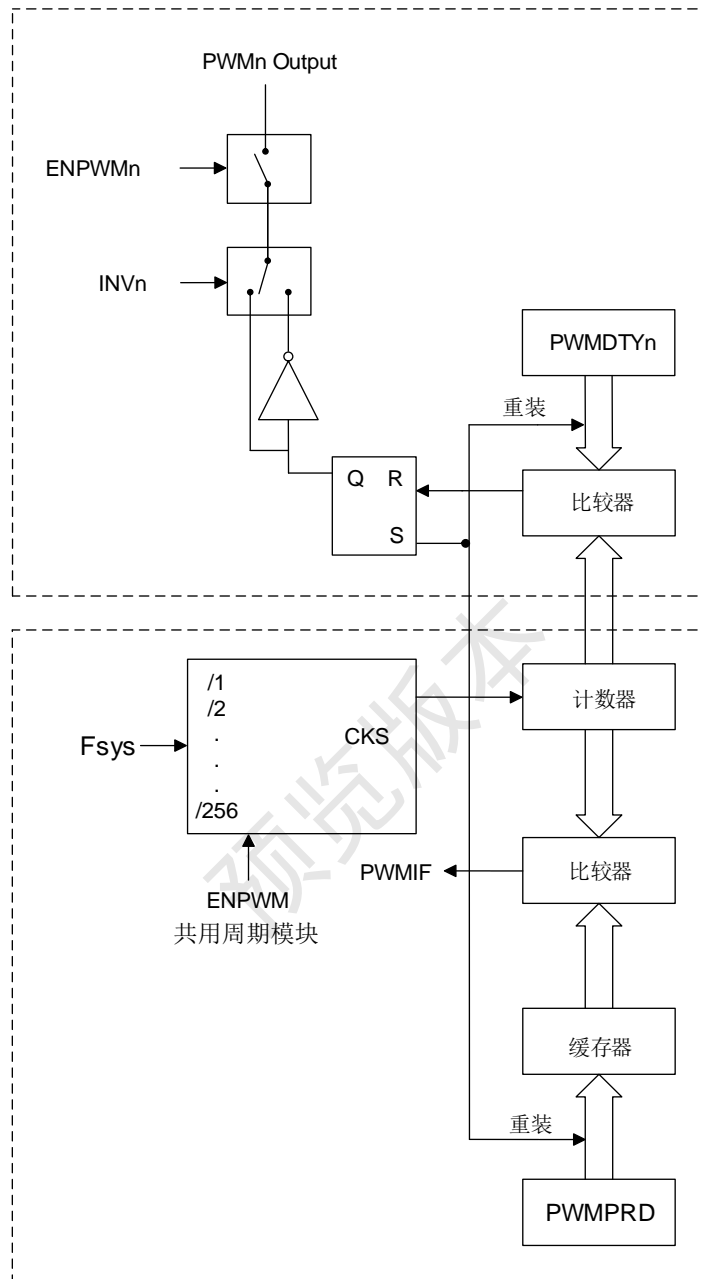 PWMn Output
ENPWMn
INVn
PWMDTYn
重装
Q R
S
比较器
/1
/2
.
.
.
/256
CKS
Fsys
计数器
ENPWM
共用周期模块
PWMIF
比较器
缓存器
重装
PWMPRD
预览版本